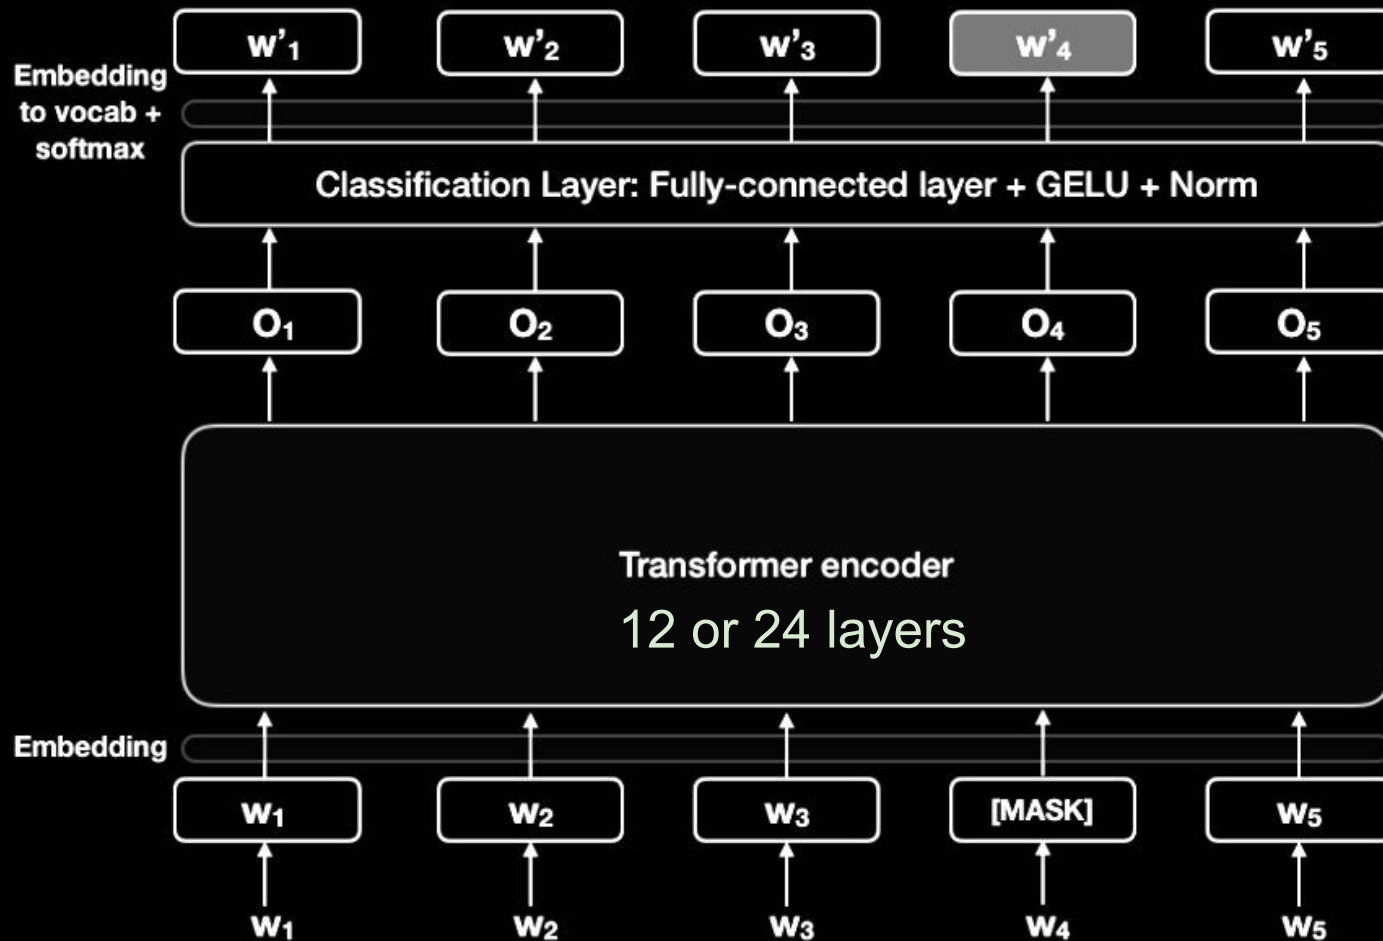 w’₁ w’₂ w’₃ w’₄ w’₅
Embedding
to vocab +
softmax
Classification Layer: Fully-connected layer + GELU + Norm
O₁ O₂ O₃ O₄ O₅
Transformer encoder
12 or 24 layers
Embedding
w₁ w₂ w₃ [MASK] w₅
w₁ w₂ w₃ w₄ w₅